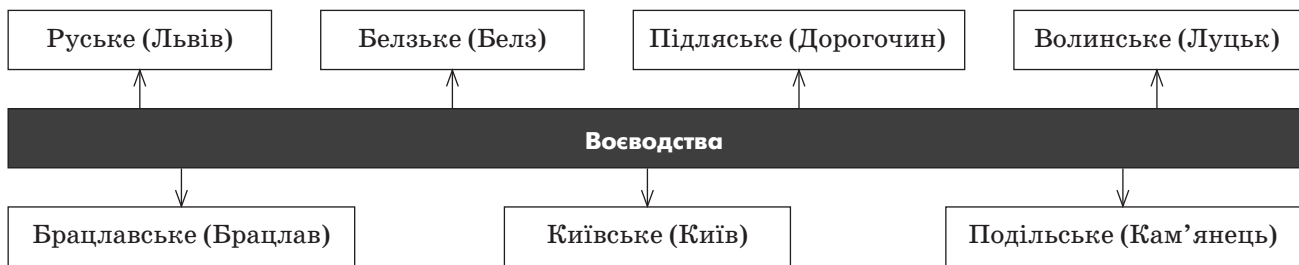 Руське (Львів)
Белзьке (Белз)
Підляське (Дорогочин)
Волинське (Луцьк)
Воєводства
Брацлавське (Брацлав)
Київське (Київ)
Подільське (Кам’янець)